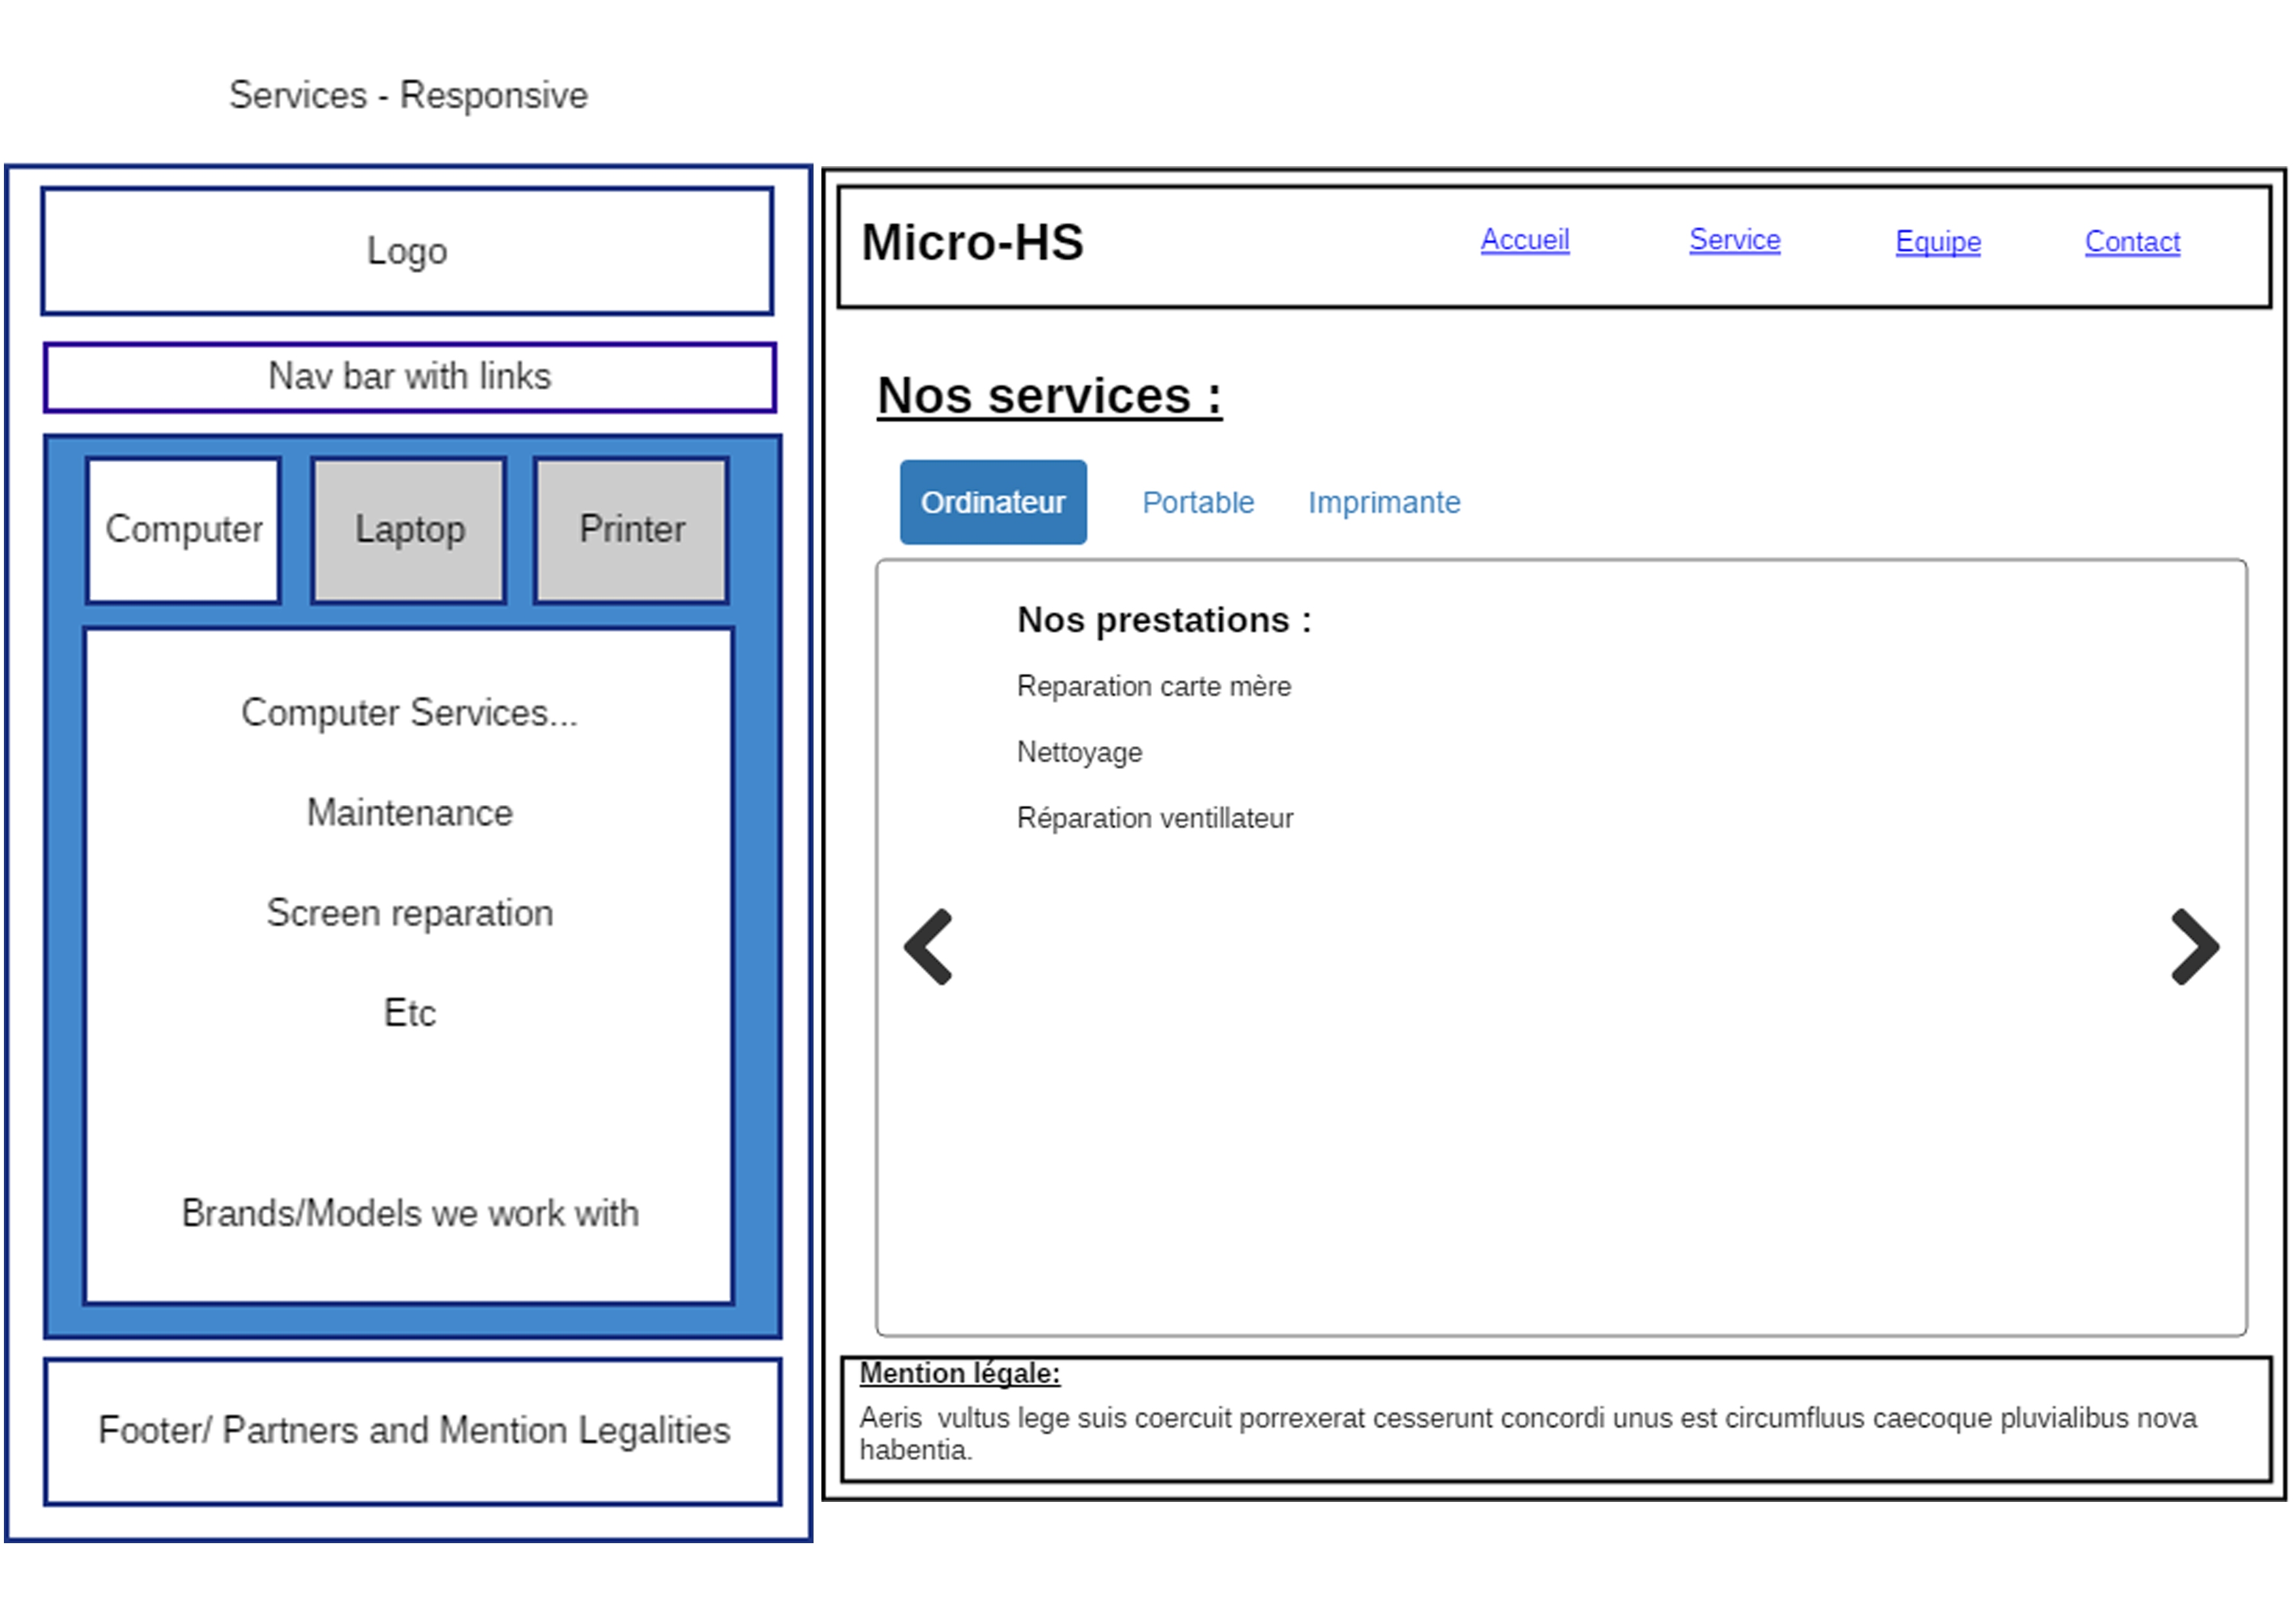 Services - Responsive
Logo
Nav bar with links
Computer
Laptop
Printer
Computer Services...
Maintenance
Screen reparation
Etc
Brands/Models we work with
Footer/ Partners and Mention Legalities
Micro-HS
Accueil
Service
Equipe
Contact
Nos services :
Ordinateur
Portable
Imprimante
Nos prestations :
Reparation carte mère
Nettoyage
Réparation ventillateur
Mention légale:
Aeris  vultus lege suis coercuit porrexerat cesserunt concordi unus est circumfluus caecoque pluvialibus nova
habentia.